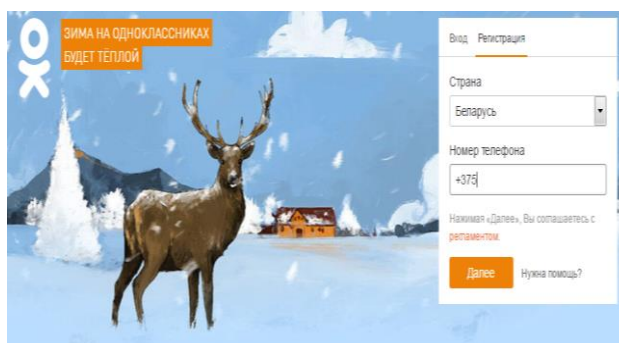 ЗИМА НА ОДНОКЛАССНИКАХ
БУДЕТ ТЁПЛОЙ
Вход Регистрация
Страна
Беларусь
Номер телефона
+375
Нажимая «Далее», Вы соглашаетесь с
регламентом.
Далее Нужна помощь?